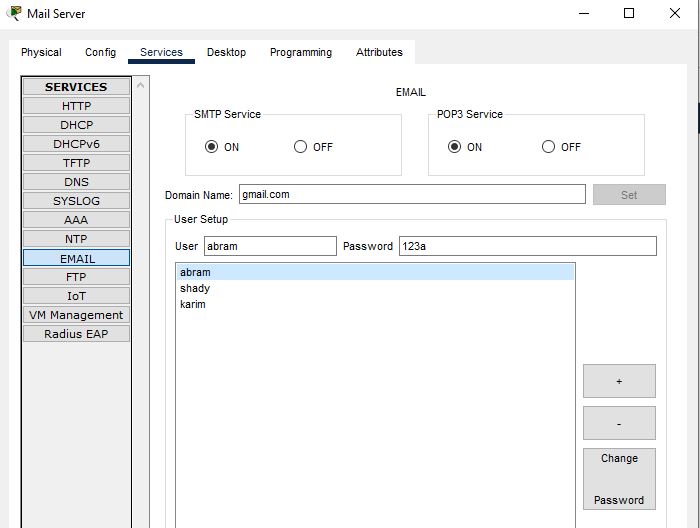 Mail Server
Physical Config Services Desktop Programming Attributes
SERVICES
HTTP
DHCP
DHCPv6
TFTP
DNS
SYSLOG
AAA
NTP
EMAIL
FTP
IoT
VM Management
Radius EAP
EMAIL
SMTP Service
ON OFF
POP3 Service
ON OFF
Domain Name: gmail.com Set
User Setup
User abram Password 123a
abram
shady
karim
+
-
Change
Password